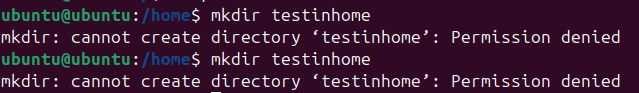 ubuntu@ubuntu:/home$ mkdir testinhome
mkdir: cannot create directory ‘testinhome’: Permission denied
ubuntu@ubuntu:/home$ mkdir testinhome
mkdir: cannot create directory ‘testinhome’: Permission denied